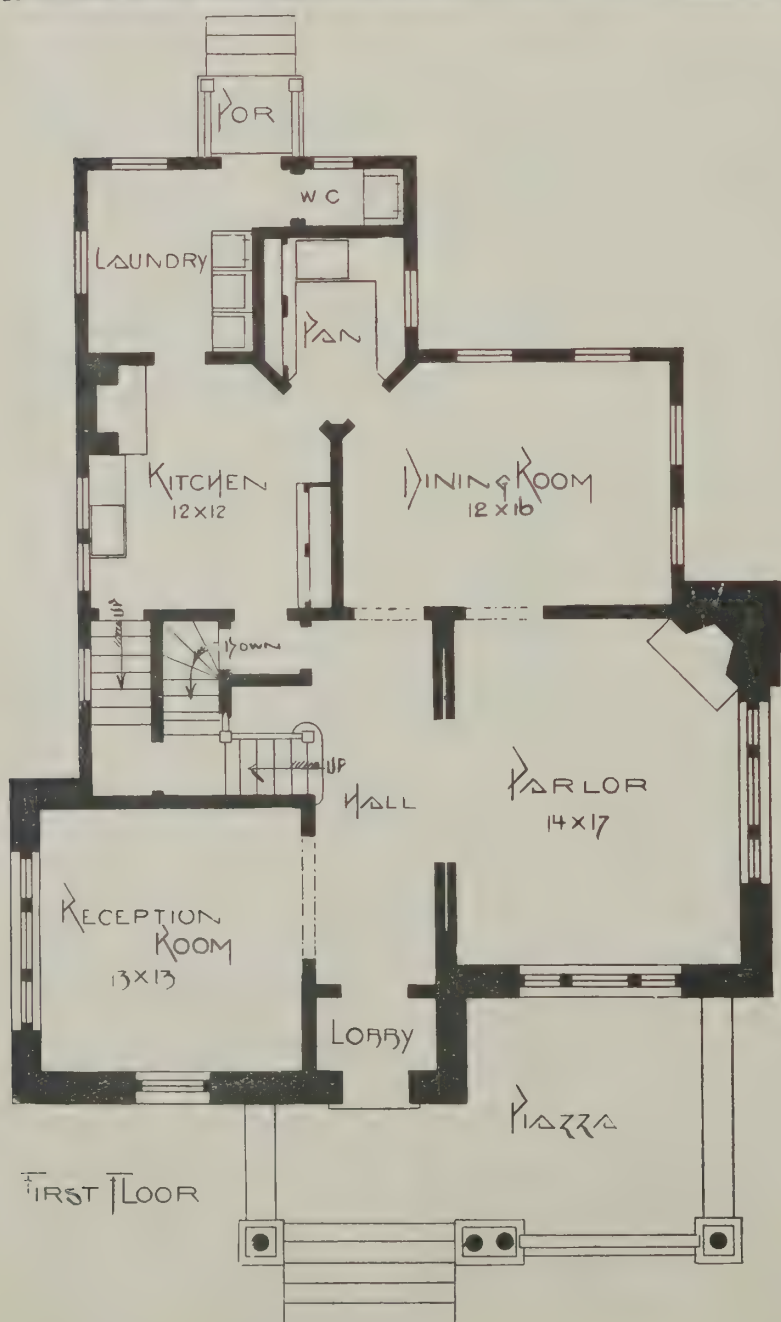 POR
WC
LAUNDRY
PAN
KITCHEN
12×12
DINING ROOM
12×16
UP
DOWN
UP
HALL
PARLOR
14×17
RECEPTION
ROOM
13×13
LOBBY
PIAZZA
FIRST FLOOR